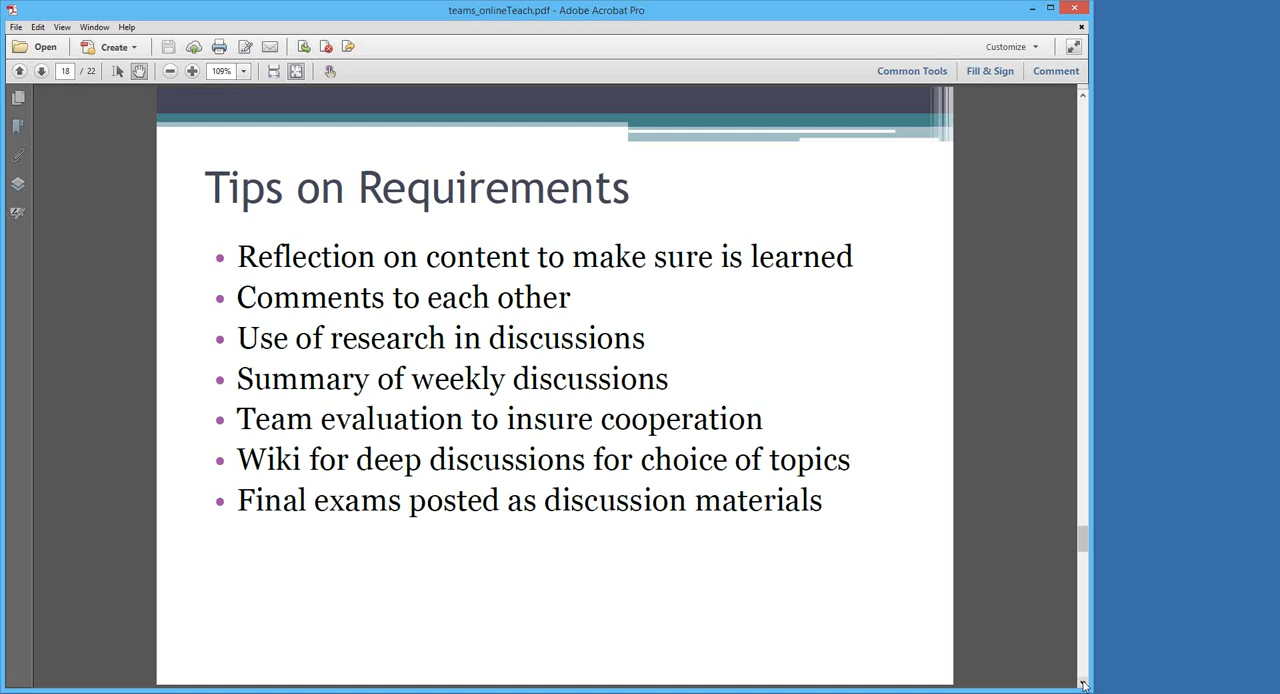 teams_onlineTeach.pdf - Adobe Acrobat Pro
File Edit View Window Help
Open Create Customize
18 / 22 109% Common Tools Fill & Sign Comment
Tips on Requirements
• Reflection on content to make sure is learned
• Comments to each other
• Use of research in discussions
• Summary of weekly discussions
• Team evaluation to insure cooperation
• Wiki for deep discussions for choice of topics
• Final exams posted as discussion materials